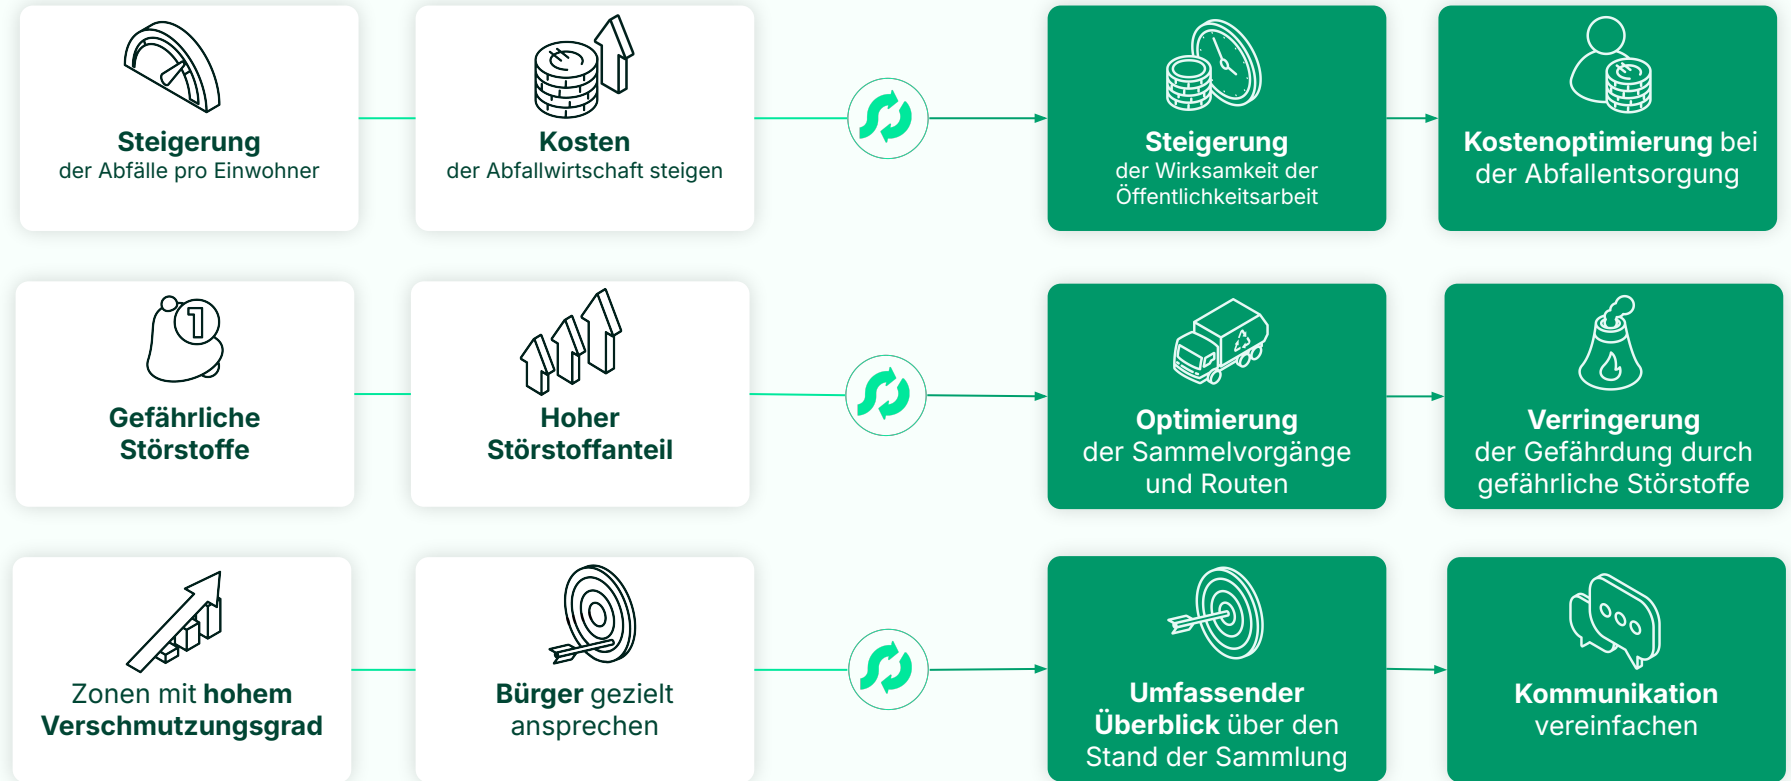 Steigerung
der Abfälle pro Einwohner
Kosten
der Abfallwirtschaft steigen
Steigerung
der Wirksamkeit der
Öffentlichkeitsarbeit
Kostenoptimierung bei
der Abfallentsorgung
1
Gefährliche
Störstoffe
Hoher
Störstoffanteil
Optimierung
der Sammelvorgänge
und Routen
Verringerung
der Gefährdung durch
gefährliche Störstoffe
Zonen mit hohem
Verschmutzungsgrad
Bürger gezielt
ansprechen
Umfassender
Überblick über den
Stand der Sammlung
Kommunikation
vereinfachen